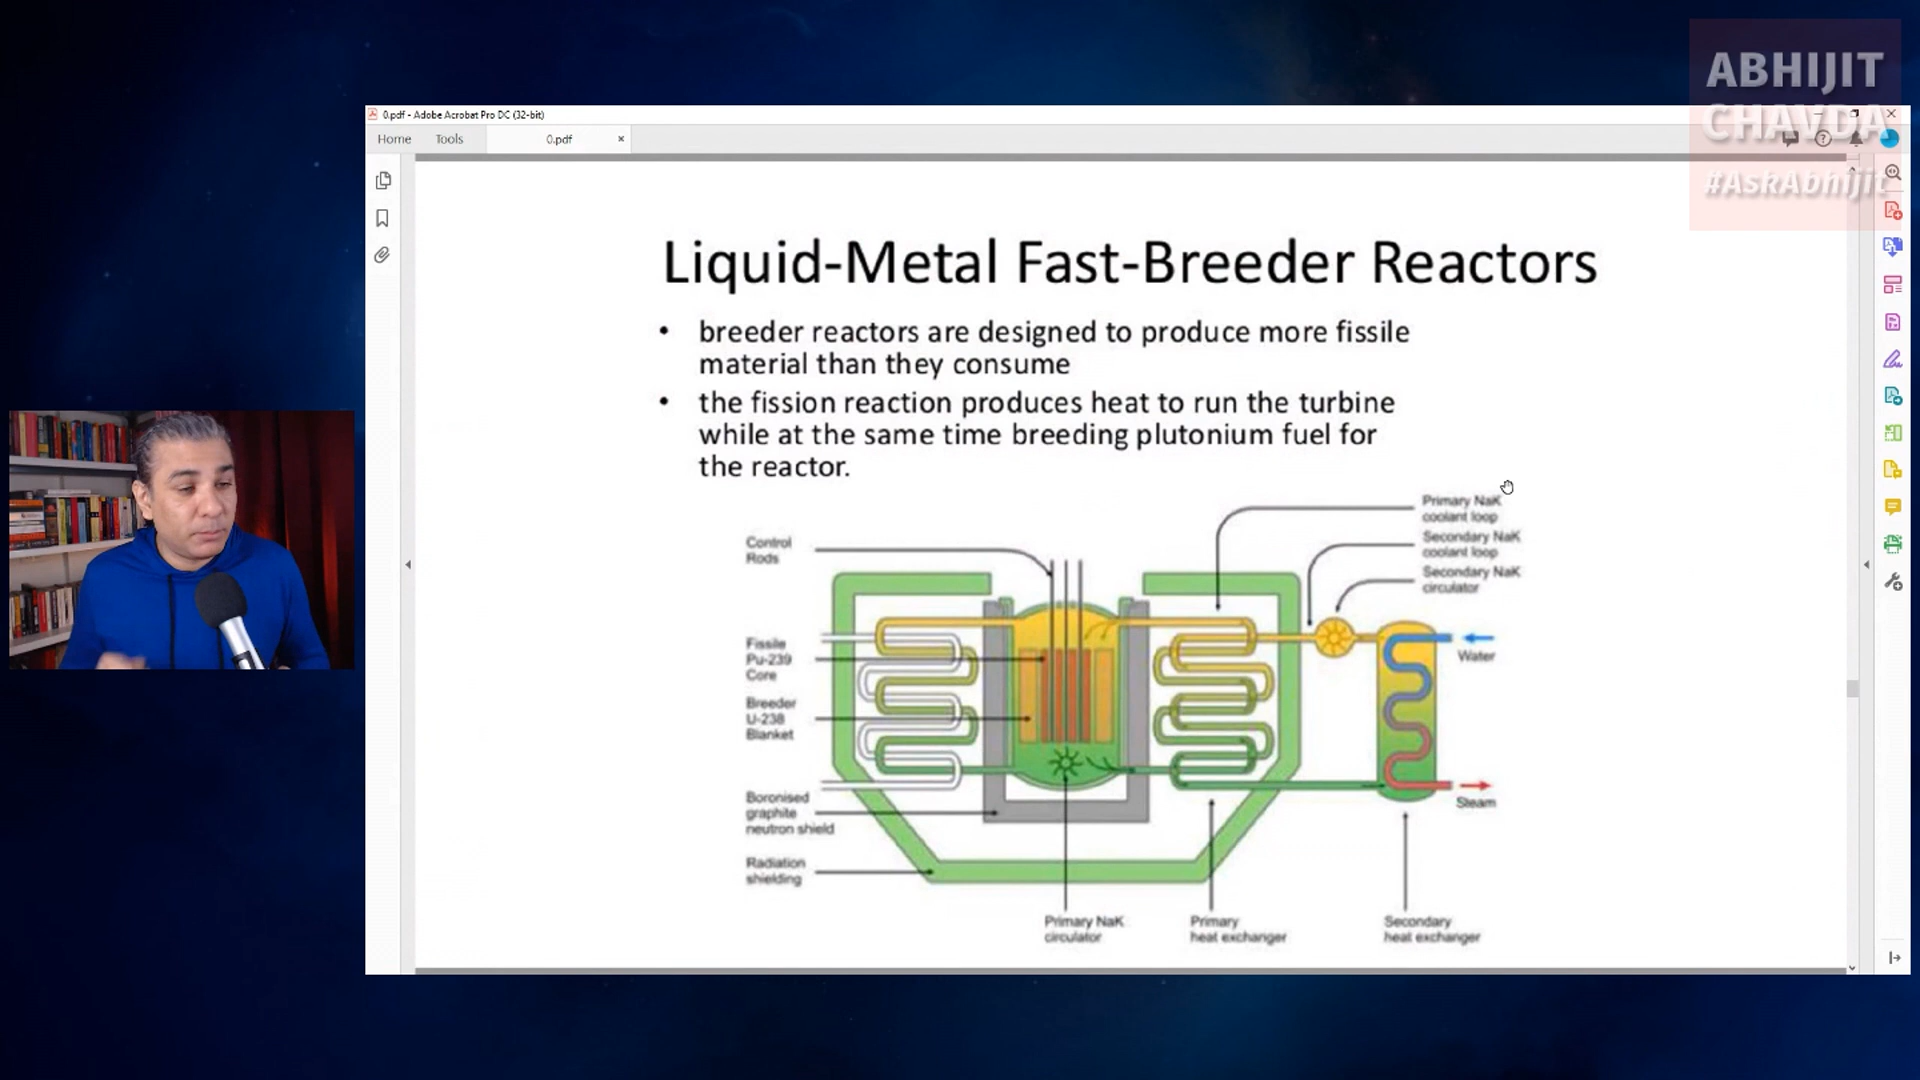 ABHIJIT
CHAVDA
#AskAbhijit
0.pdf - Adobe Acrobat Pro DC (32-bit)
Home Tools 0.pdf
Liquid-Metal Fast-Breeder Reactors
• breeder reactors are designed to produce more fissile
material than they consume
• the fission reaction produces heat to run the turbine
while at the same time breeding plutonium fuel for
the reactor.
Primary NaK
coolant loop
Secondary NaK
coolant loop
Secondary NaK
circulator
Control
Rods
Fissile
Pu-239
Core
Breeder
U-238
Blanket
Boronised
graphite
neutron shield
Radiation
shielding
Water
Steam
Primary NaK
circulator
Primary
heat exchanger
Secondary
heat exchanger